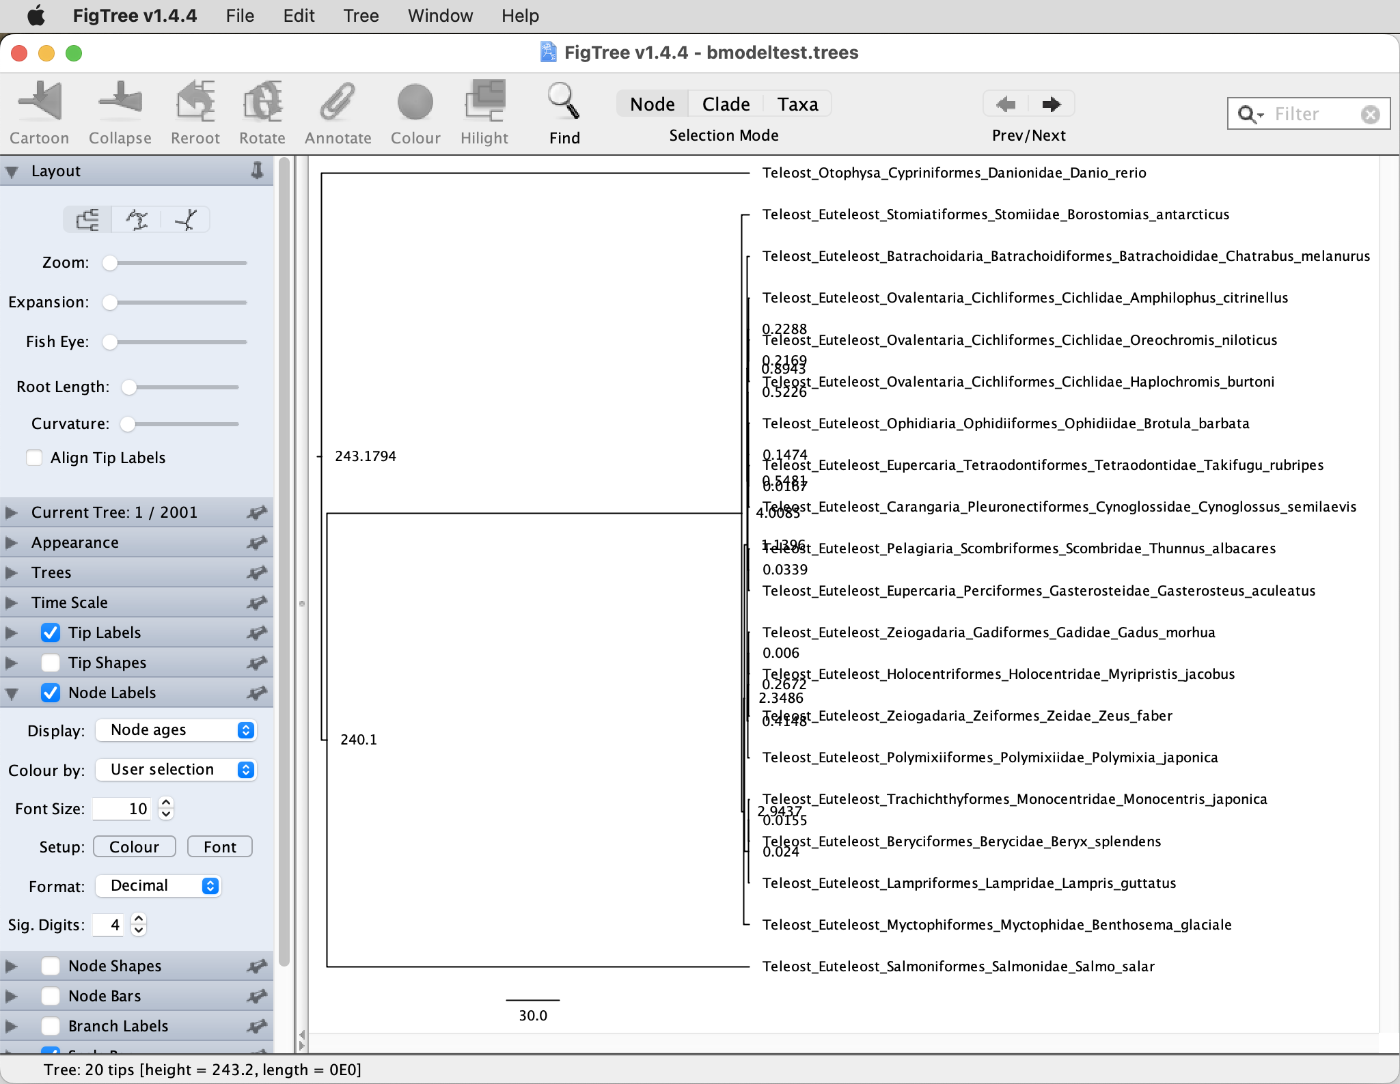 FigTree v1.4.4 File Edit Tree Window Help
FigTree v1.4.4 - bmodeltest.trees
Cartoon Collapse Reroot Rotate Annotate Colour Hilight Find
Node Clade Taxa
Selection Mode
Prev/Next
Filter
Layout
Zoom:
Expansion:
Fish Eye:
Root Length:
Curvature:
Align Tip Labels
Current Tree: 1 / 2001
Appearance
Trees
Time Scale
Tip Labels
Tip Shapes
Node Labels
Display: Node ages
Colour by: User selection
Font Size: 10
Setup: Colour Font
Format: Decimal
Sig. Digits: 4
Node Shapes
Node Bars
Branch Labels
Teleost_Otophysa_Cypriniformes_Danionidae_Danio_rerio
Teleost_Euteleost_Stomiatiformes_Stomiidae_Borostomias_antarcticus
Teleost_Euteleost_Batrachoidaria_Batrachoidiformes_Batrachoididae_Chatrabus_melanurus
Teleost_Euteleost_Ovalentaria_Cichliformes_Cichlidae_Amphilophus_citrinellus
0.2288
Teleost_Euteleost_Ovalentaria_Cichliformes_Cichlidae_Oreochromis_niloticus
0.2169
0.8943
Teleost_Euteleost_Ovalentaria_Cichliformes_Cichlidae_Haplochromis_burtoni
0.5226
Teleost_Euteleost_Ophidiaria_Ophidiiformes_Ophidiidae_Brotula_barbata
0.1474
243.1794
Teleost_Euteleost_Eupercaria_Tetraodontiformes_Tetraodontidae_Takifugu_rubripes
0.5481
0.0187
Teleost_Euteleost_Carangaria_Pleuronectiformes_Cynoglossidae_Cynoglossus_semilaevis
4.0085
1.1396
Teleost_Euteleost_Pelagiaria_Scombriformes_Scombridae_Thunnus_albacares
0.0339
Teleost_Euteleost_Eupercaria_Perciformes_Gasterosteidae_Gasterosteus_aculeatus
Teleost_Euteleost_Zeiogadaria_Gadiformes_Gadidae_Gadus_morhua
0.006
Teleost_Euteleost_Holocentriformes_Holocentridae_Myripristis_jacobus
0.2672
2.3486
Teleost_Euteleost_Zeiogadaria_Zeiformes_Zeidae_Zeus_faber
0.4148
240.1
Teleost_Euteleost_Polymixiiformes_Polymixiidae_Polymixia_japonica
Teleost_Euteleost_Trachichthyformes_Monocentridae_Monocentris_japonica
2.9437
0.0155
Teleost_Euteleost_Beryciformes_Berycidae_Beryx_splendens
0.024
Teleost_Euteleost_Lampriformes_Lampridae_Lampris_guttatus
Teleost_Euteleost_Myctophiformes_Myctophidae_Benthosema_glaciale
Teleost_Euteleost_Salmoniformes_Salmonidae_Salmo_salar
30.0
Tree: 20 tips [height = 243.2, length = 0E0]